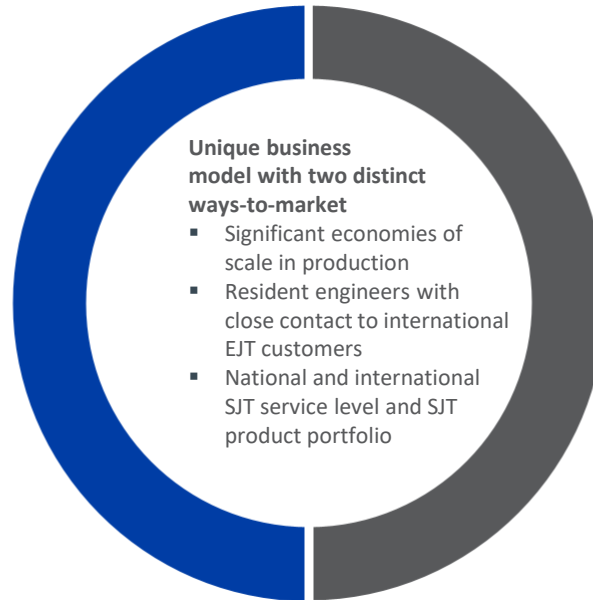 Unique business
model with two distinct
ways-to-market
▪ Significant economies of
scale in production
▪ Resident engineers with
close contact to international
EJT customers
▪ National and international
SJT service level and SJT
product portfolio